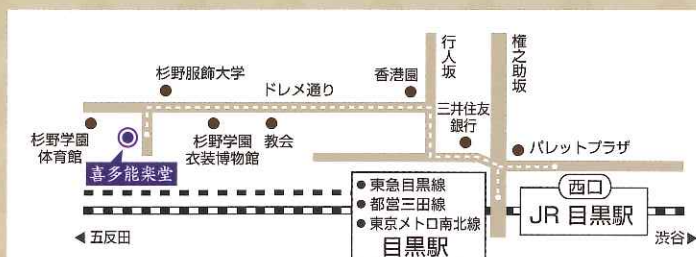 行人坂
権之助坂
杉野服飾大学
ドレメ通り
香港園
三井住友
銀行
パレットプラザ
杉野学園
体育館
杉野学園
衣装博物館
教会
喜多能楽堂
東急目黒線
都営三田線
東京メトロ南北線
目黒駅
西口
JR 目黒駅
五反田
渋谷